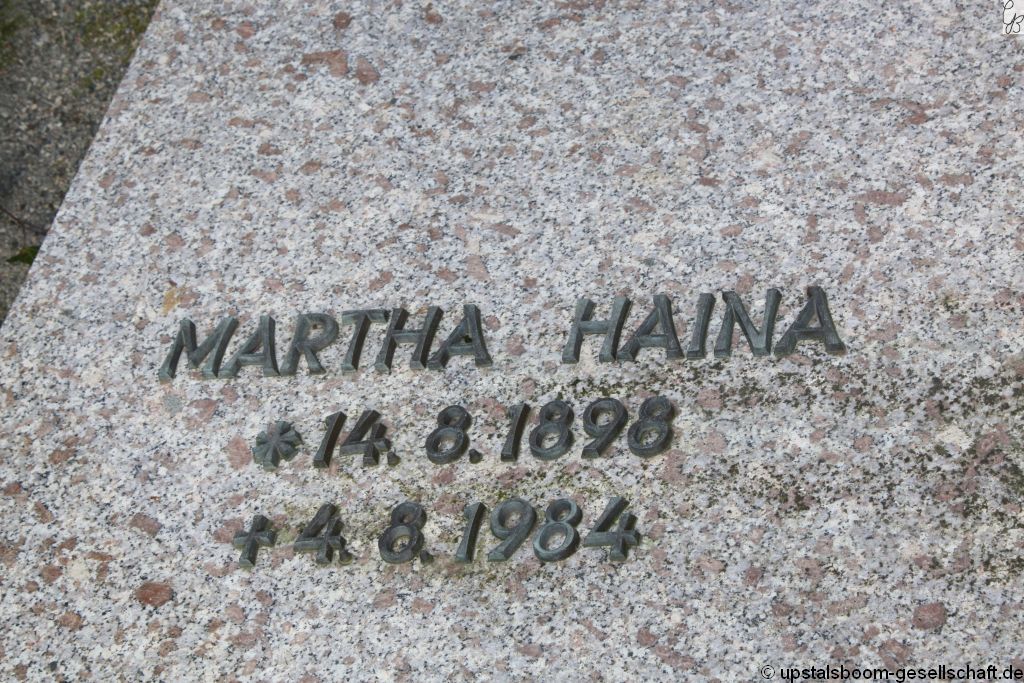 MARTHA HAINA
* 14. 8. 1898
+ 4. 8. 1984
© upstalsboom-gesellschaft.de